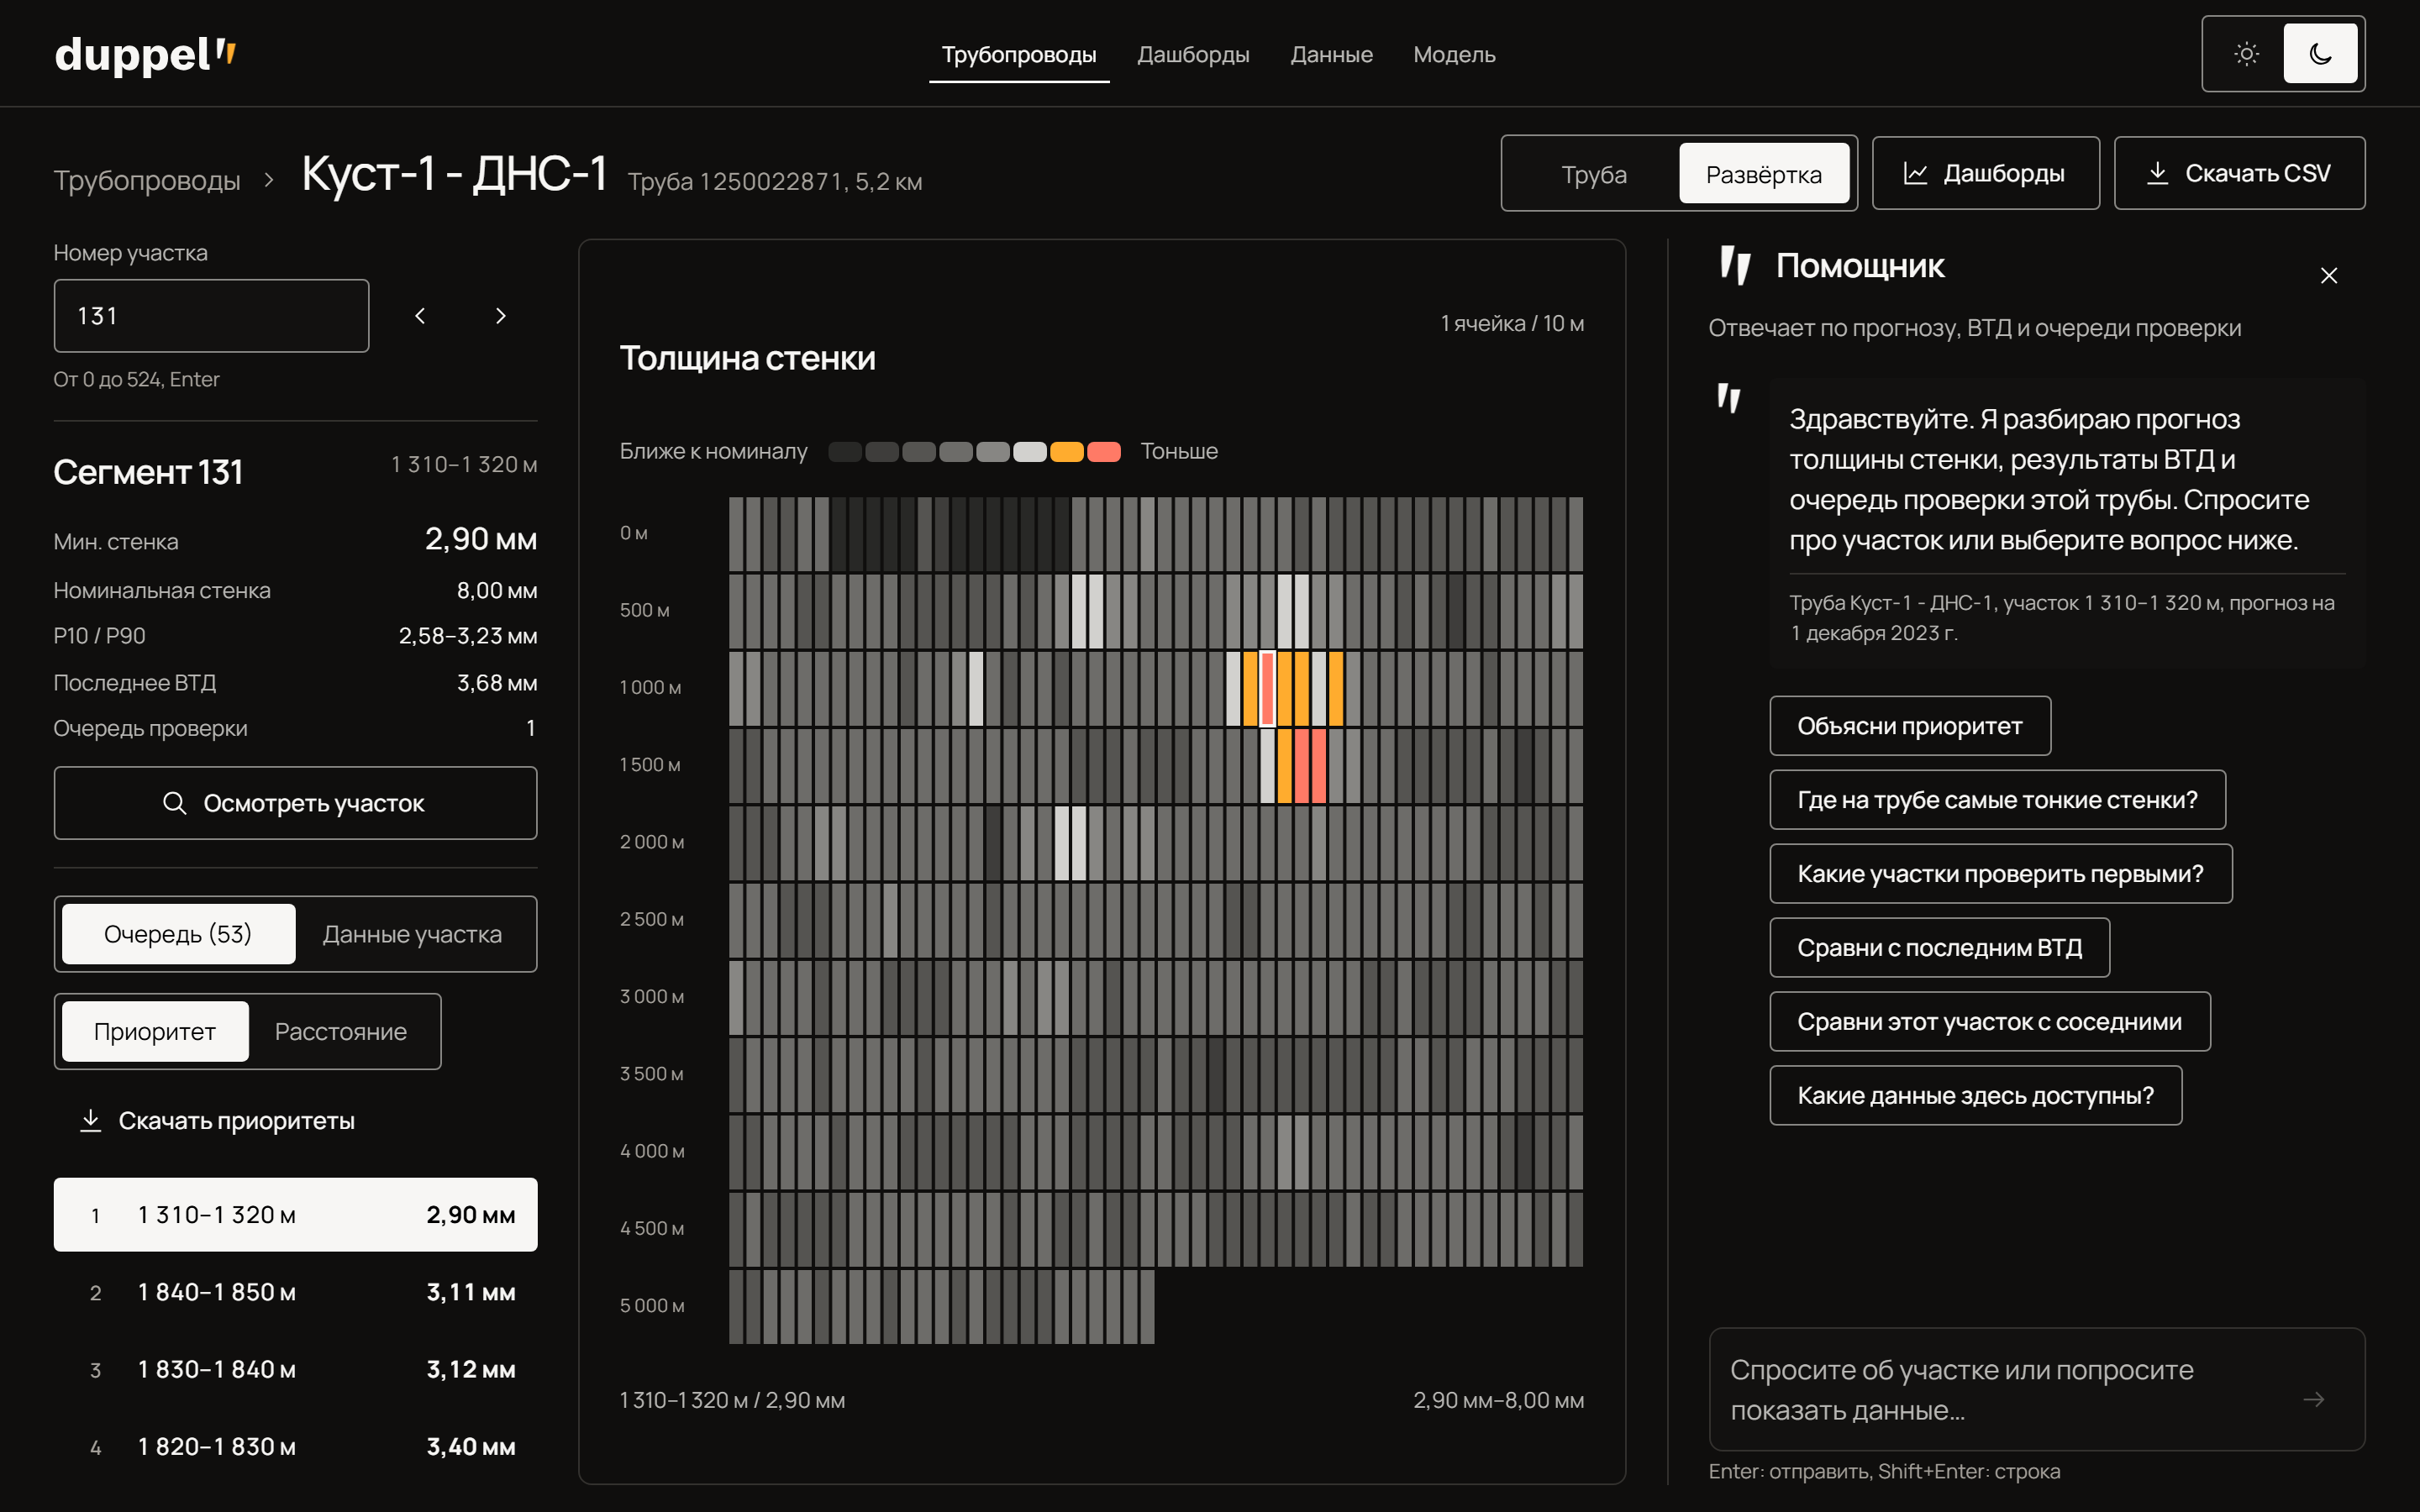 duppel
Трубопроводы
Дашборды
Данные
Модель
Трубопроводы
Куст-1 - ДНС-1
Труба 1250022871, 5,2 км
Труба
Развёртка
Дашборды
Скачать CSV
Номер участка
131
От 0 до 524, Enter
Сегмент 131
1 310–1 320 м
Мин. стенка
2,90 мм
Номинальная стенка
8,00 мм
P10 / P90
2,58–3,23 мм
Последнее ВТД
3,68 мм
Очередь проверки
1
Осмотреть участок
Очередь (53)
Данные участка
Приоритет
Расстояние
Скачать приоритеты
1 1 310–1 320 м 2,90 мм
2 1 840–1 850 м 3,11 мм
3 1 830–1 840 м 3,12 мм
4 1 820–1 830 м 3,40 мм
1 ячейка / 10 м
Толщина стенки
Ближе к номиналу
Тоньше
0 м
500 м
1 000 м
1 500 м
2 000 м
2 500 м
3 000 м
3 500 м
4 000 м
4 500 м
5 000 м
1 310–1 320 м / 2,90 мм
2,90 мм–8,00 мм
Помощник
Отвечает по прогнозу, ВТД и очереди проверки
Здравствуйте. Я разбираю прогноз
толщины стенки, результаты ВТД и
очередь проверки этой трубы. Спросите
про участок или выберите вопрос ниже.
Труба Куст-1 - ДНС-1, участок 1 310–1 320 м, прогноз на
1 декабря 2023 г.
Объясни приоритет
Где на трубе самые тонкие стенки?
Какие участки проверить первыми?
Сравни с последним ВТД
Сравни этот участок с соседними
Какие данные здесь доступны?
Спросите об участке или попросите
показать данные…
Enter: отправить, Shift+Enter: строка